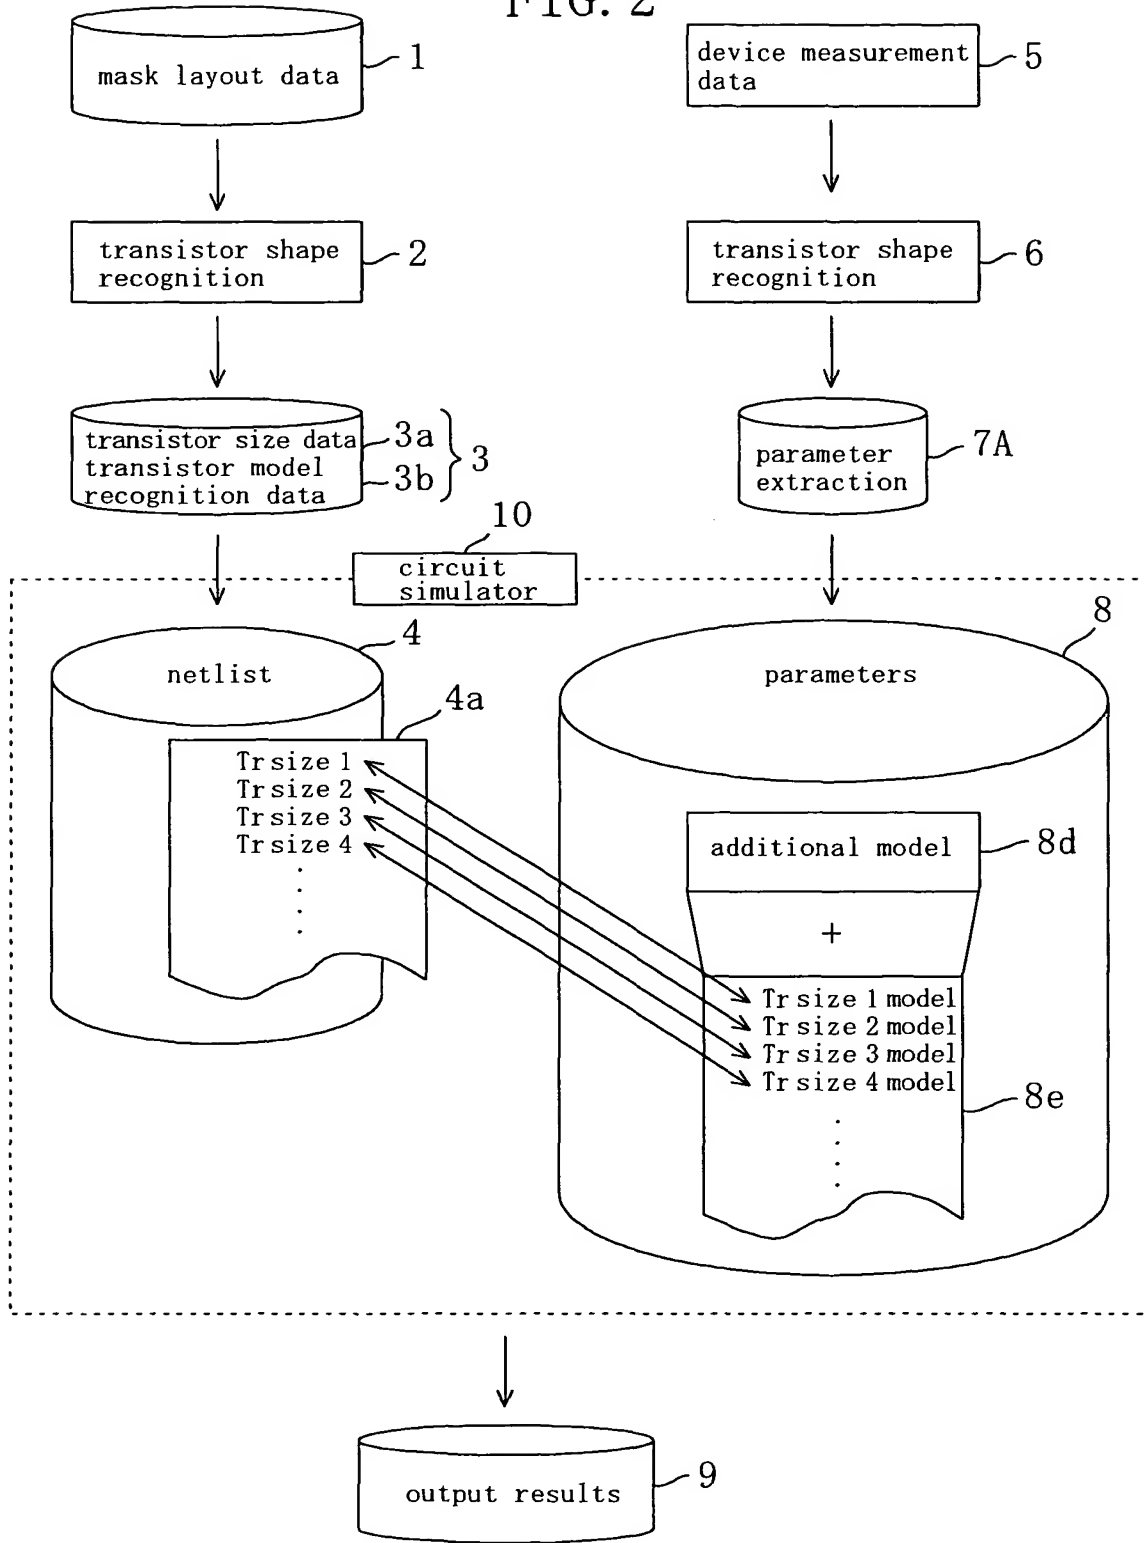 FIG. 2
mask layout data
1
device measurement
data
5
transistor shape
recognition
2
transistor shape
recognition
6
transistor size data
3a
transistor model
recognition data
3b
3
parameter
extraction
7A
10
circuit
simulator
netlist
4
4a
Tr size 1
Tr size 2
Tr size 3
Tr size 4
parameters
8
additional model
8d
+
Tr size 1 model
Tr size 2 model
Tr size 3 model
Tr size 4 model
8e
output results
9